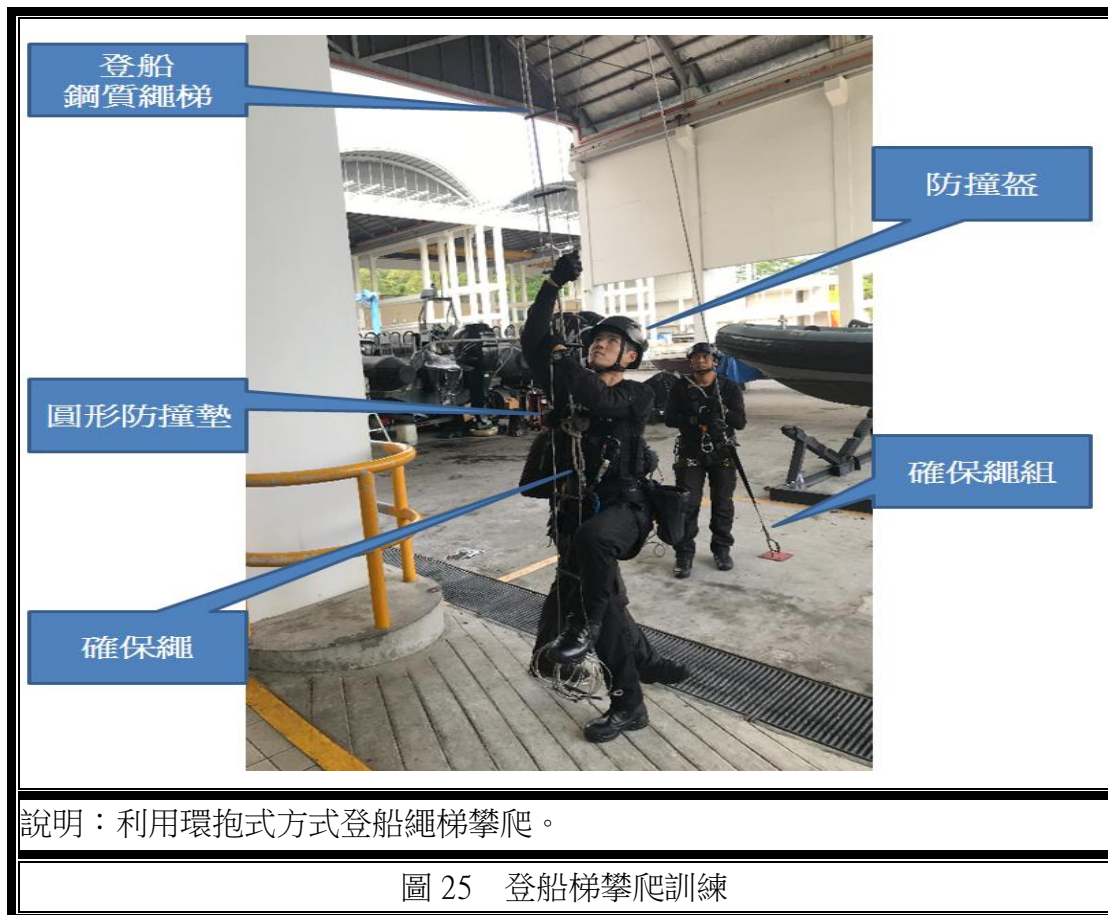 登船
鋼質繩梯
防撞盔
圓形防撞墊
確保繩組
確保繩
說明：利用環抱式方式登船繩梯攀爬。
圖 25 登船梯攀爬訓練